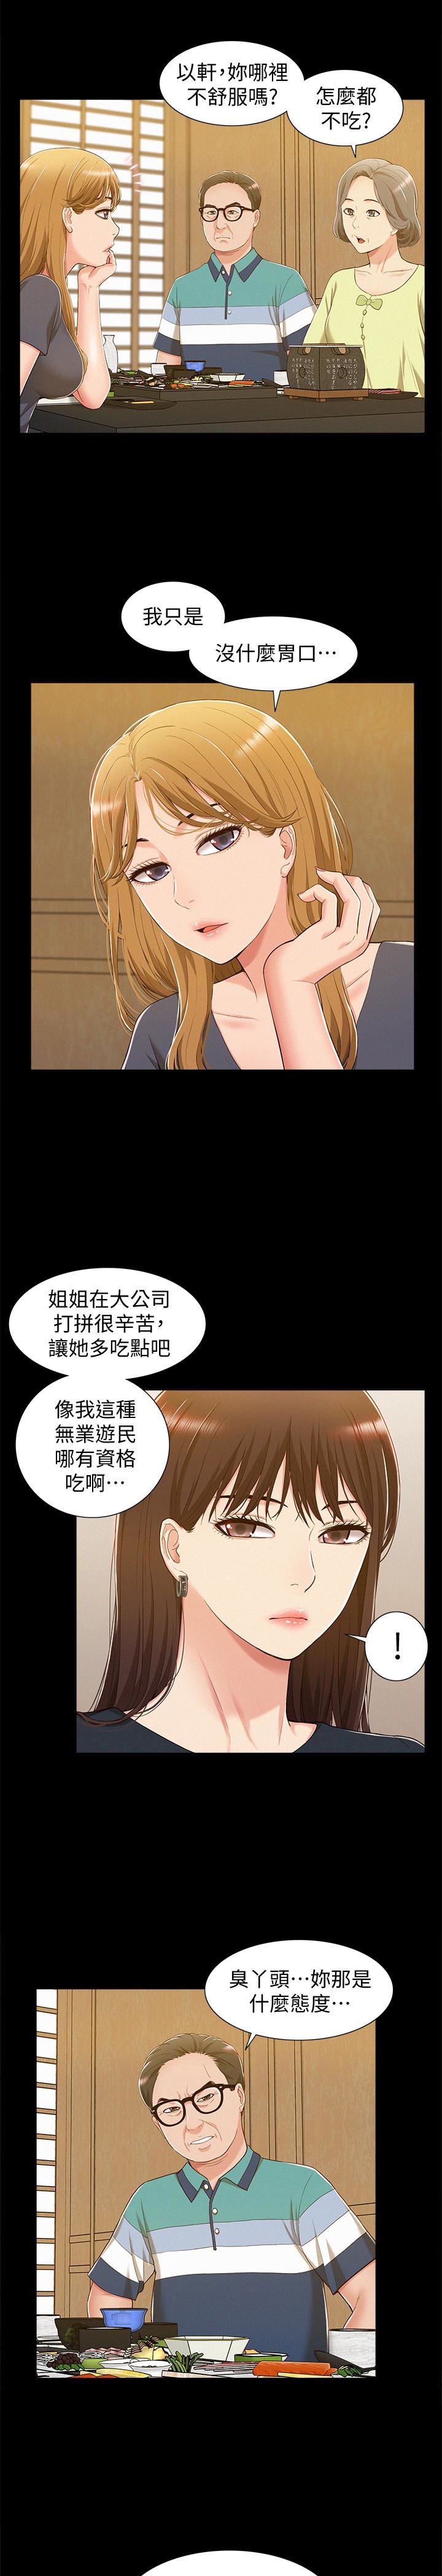 以軒，妳哪裡
不舒服嗎？
怎麼都
不吃？
我只是
沒什麼胃口…
姐姐在大公司
打拼很辛苦，
讓她多吃點吧
像我這種
無業遊民
哪有資格
吃啊…
！
臭丫頭…妳那是
什麼態度…